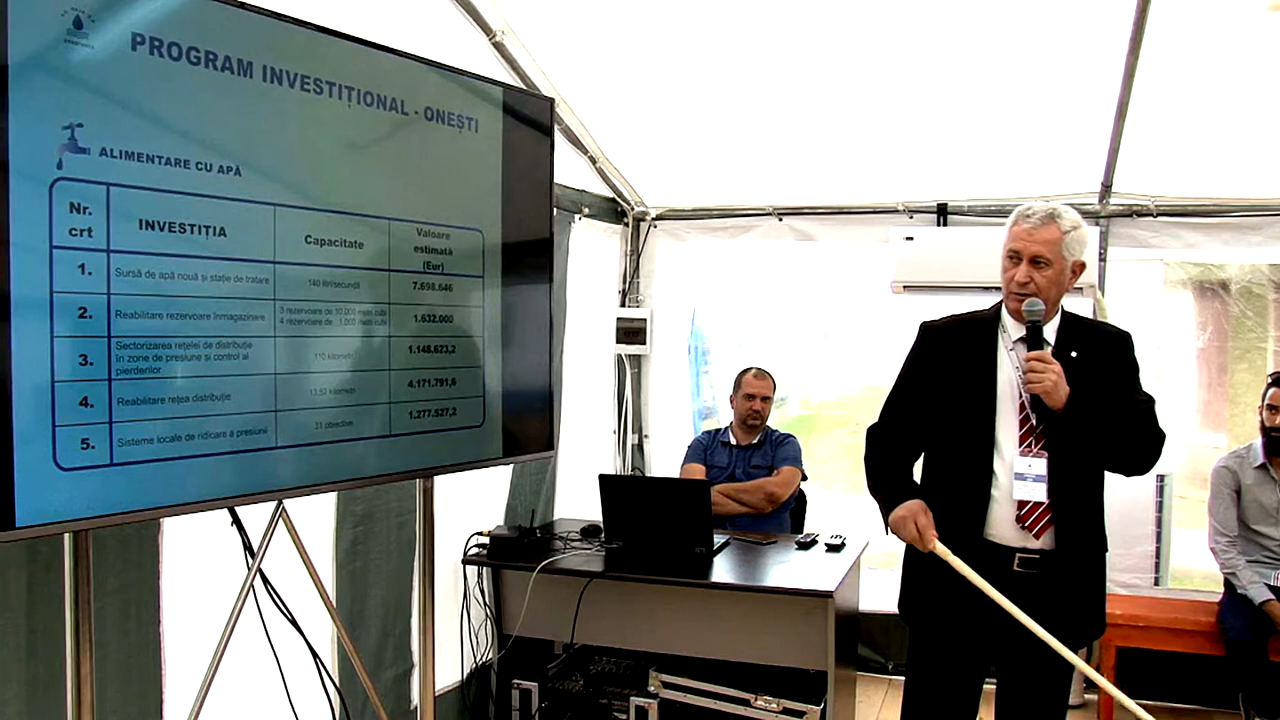 PROGRAM INVESTIȚIONAL - ONEȘTI
ALIMENTARE CU APĂ
Nr. crt
INVESTIȚIA
Capacitate
Valoare estimată (Eur)
1. Sursă de apă nouă și stație de tratare 140 litri/secundă 7.698.646
2. Reabilitare rezervoare înmagazinare 3 rezervoare de 10.000 metri cubi 1.632.000
4 rezervoare de 1.000 metri cubi
3. Sectorizarea rețelei de distribuție 110 kilometri 1.148.623,2
în zone de presiune și control al
pierderilor
4. Reabilitare rețea distribuție 13,52 kilometri 4.171.791,6
5. Sisteme locale de ridicare a presiunii 31 obiective 1.277.527,2